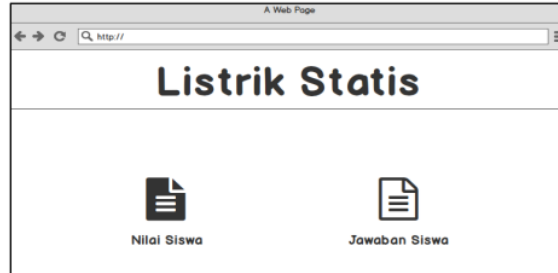 A Web Page
http://
Listrik Statis
Nilai Siswa
Jawaban Siswa